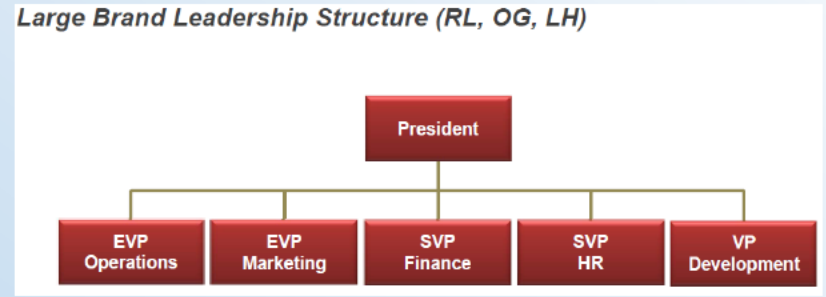 Large Brand Leadership Structure (RL, OG, LH)
President
EVP
Operations
EVP
Marketing
SVP
Finance
SVP
HR
VP
Development